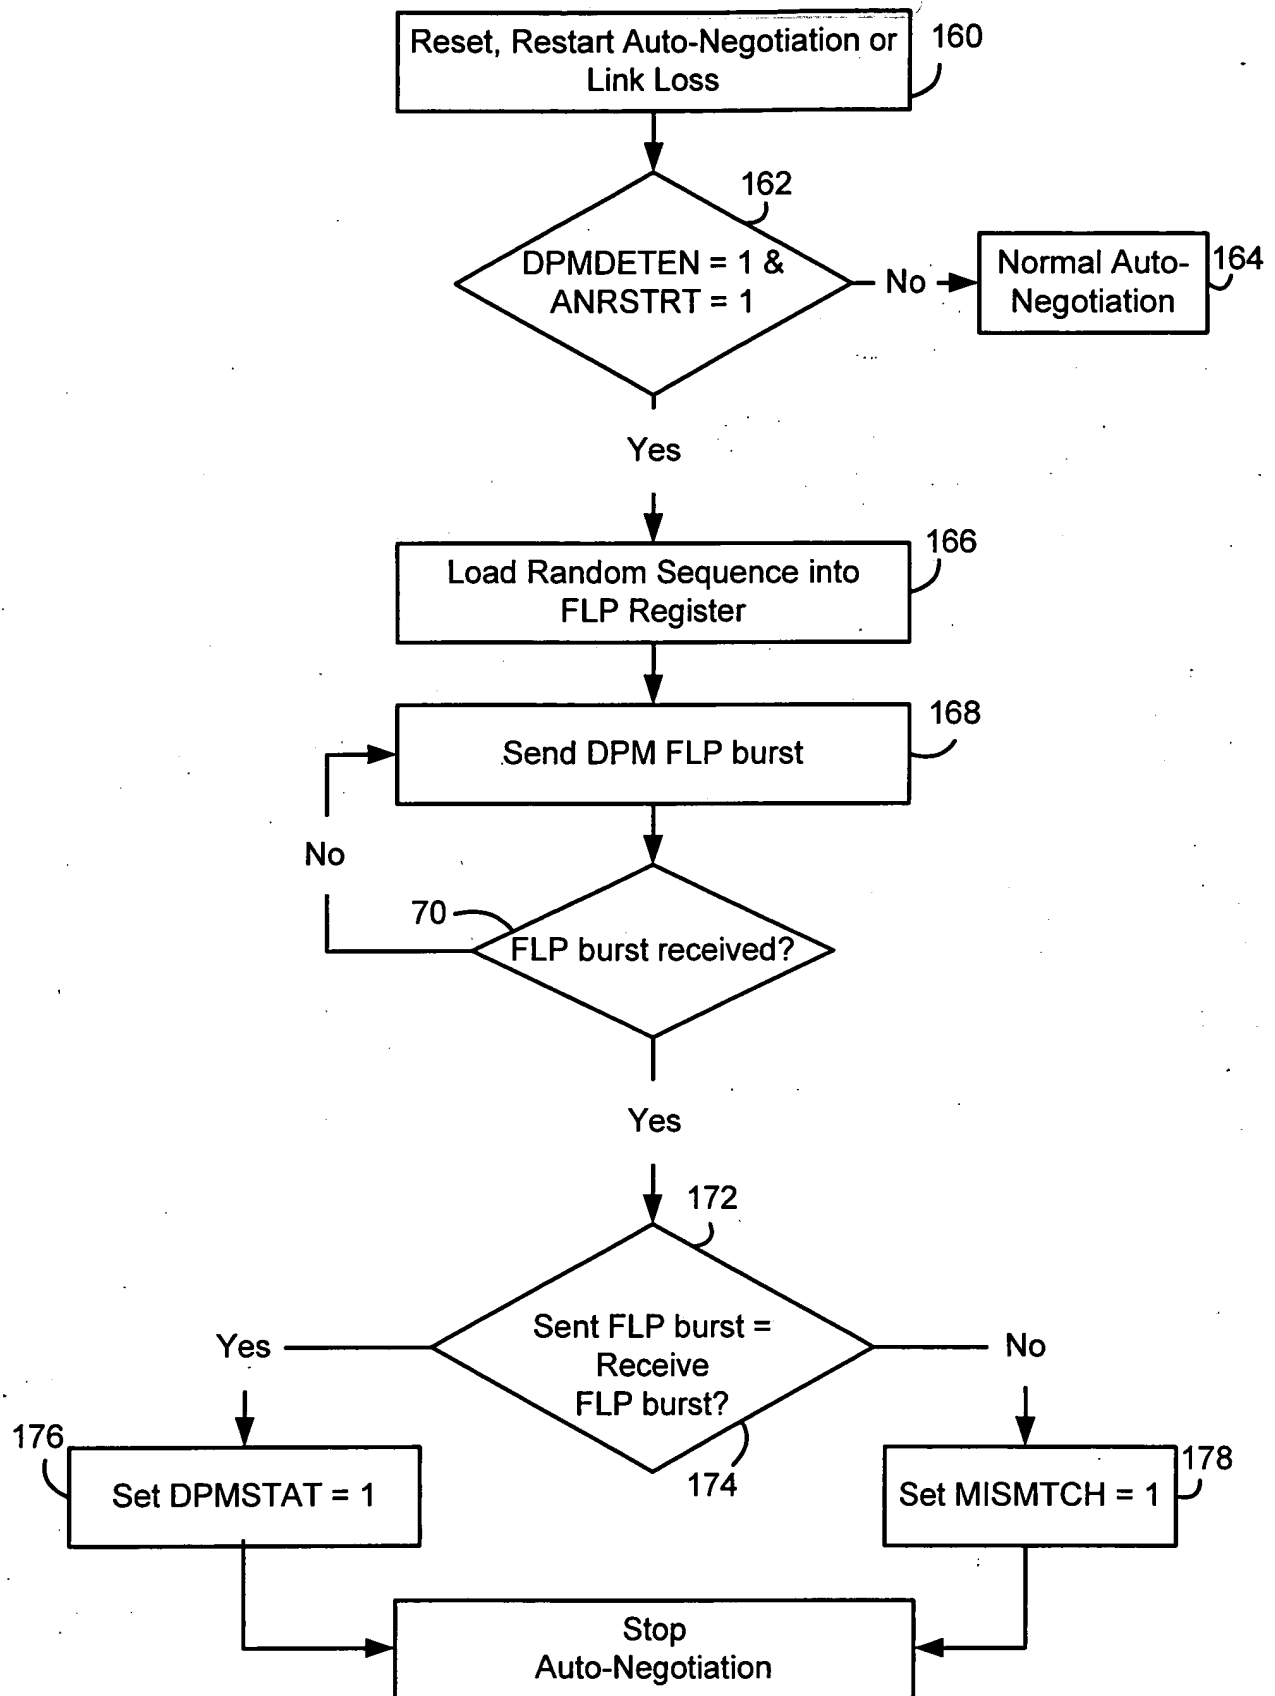 Reset, Restart Auto-Negotiation or
Link Loss
160
162
DPMDETEN = 1 &
ANRSTRT = 1
No
Normal Auto-
Negotiation
164
Yes
Load Random Sequence into
FLP Register
166
Send DPM FLP burst
168
No
70
FLP burst received?
Yes
172
Sent FLP burst =
Receive
FLP burst?
174
Yes
No
176
Set DPMSTAT = 1
178
Set MISMTCH = 1
Stop
Auto-Negotiation